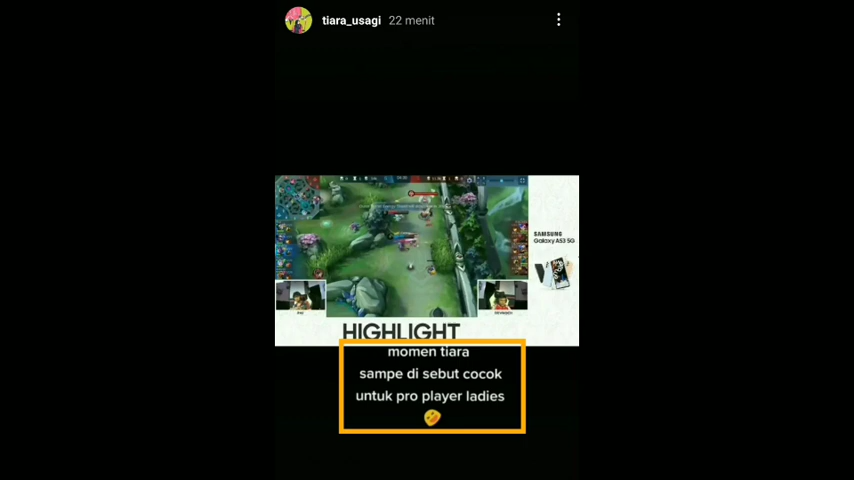 tiara_usagi 22 menit
SAMSUNG
Galaxy A53 5G
HIGHLIGHT
momen tiara
sampe di sebut cocok
untuk pro player ladies